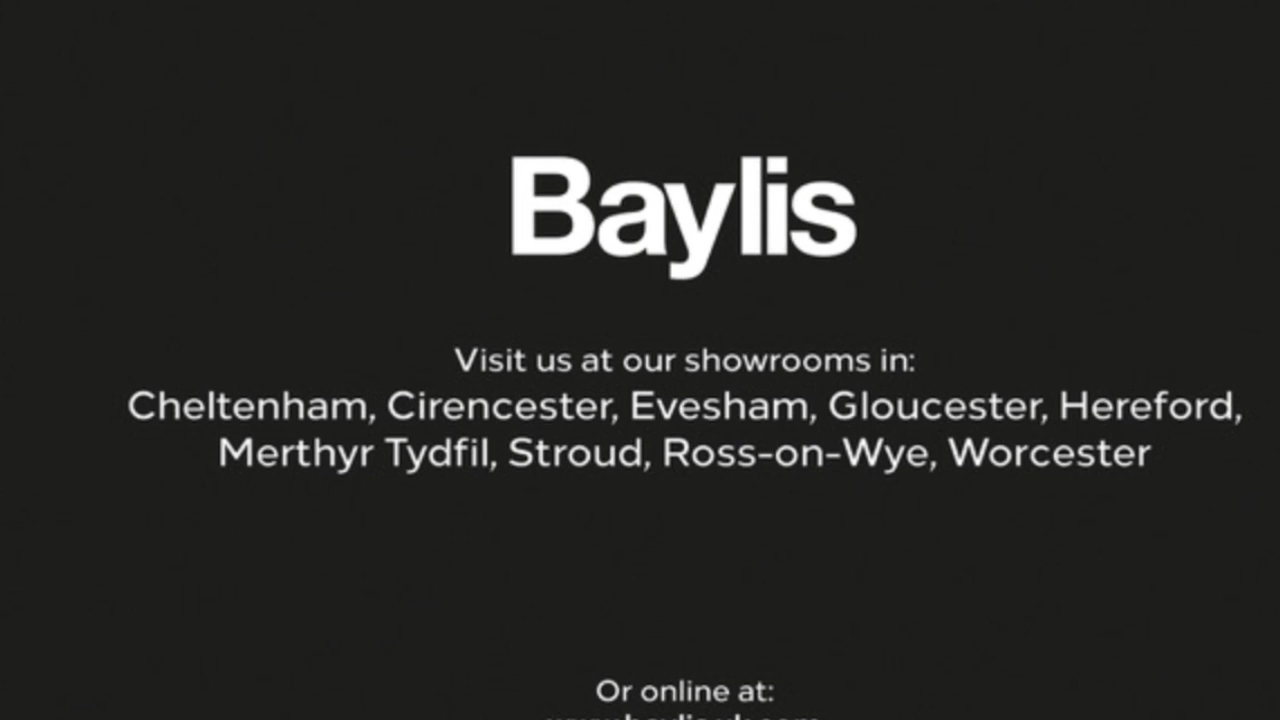 Baylis
Visit us at our showrooms in:
Cheltenham, Cirencester, Evesham, Gloucester, Hereford,
Merthyr Tydfil, Stroud, Ross-on-Wye, Worcester
Or online at: